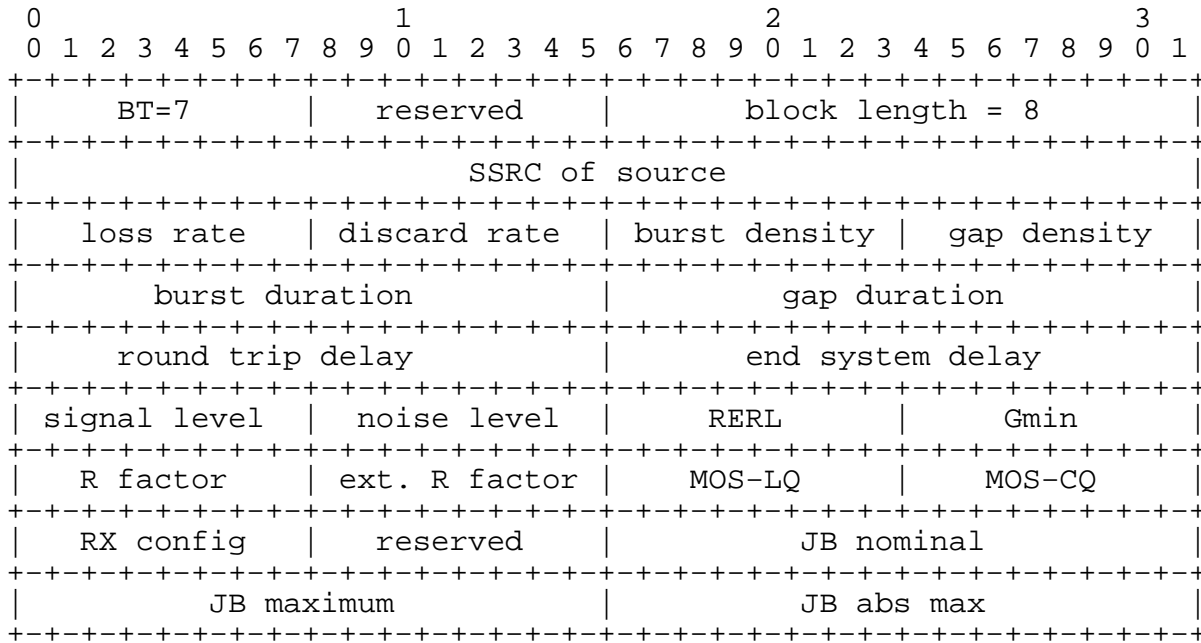 0                   1                   2                   3
0 1 2 3 4 5 6 7 8 9 0 1 2 3 4 5 6 7 8 9 0 1 2 3 4 5 6 7 8 9 0 1
+-+-+-+-+-+-+-+-+-+-+-+-+-+-+-+-+-+-+-+-+-+-+-+-+-+-+-+-+-+-+-+-+
|     BT=7      |   reserved    |       block length = 8        |
+-+-+-+-+-+-+-+-+-+-+-+-+-+-+-+-+-+-+-+-+-+-+-+-+-+-+-+-+-+-+-+-+
|                        SSRC of source                         |
+-+-+-+-+-+-+-+-+-+-+-+-+-+-+-+-+-+-+-+-+-+-+-+-+-+-+-+-+-+-+-+-+
|   loss rate   | discard rate  | burst density |  gap density  |
+-+-+-+-+-+-+-+-+-+-+-+-+-+-+-+-+-+-+-+-+-+-+-+-+-+-+-+-+-+-+-+-+
|       burst duration          |         gap duration          |
+-+-+-+-+-+-+-+-+-+-+-+-+-+-+-+-+-+-+-+-+-+-+-+-+-+-+-+-+-+-+-+-+
|     round trip delay          |       end system delay        |
+-+-+-+-+-+-+-+-+-+-+-+-+-+-+-+-+-+-+-+-+-+-+-+-+-+-+-+-+-+-+-+-+
| signal level  |  noise level  |     RERL      |     Gmin      |
+-+-+-+-+-+-+-+-+-+-+-+-+-+-+-+-+-+-+-+-+-+-+-+-+-+-+-+-+-+-+-+-+
|   R factor    | ext. R factor |    MOS-LQ     |    MOS-CQ     |
+-+-+-+-+-+-+-+-+-+-+-+-+-+-+-+-+-+-+-+-+-+-+-+-+-+-+-+-+-+-+-+-+
|   RX config   |   reserved    |          JB nominal           |
+-+-+-+-+-+-+-+-+-+-+-+-+-+-+-+-+-+-+-+-+-+-+-+-+-+-+-+-+-+-+-+-+
|          JB maximum           |          JB abs max           |
+-+-+-+-+-+-+-+-+-+-+-+-+-+-+-+-+-+-+-+-+-+-+-+-+-+-+-+-+-+-+-+-+